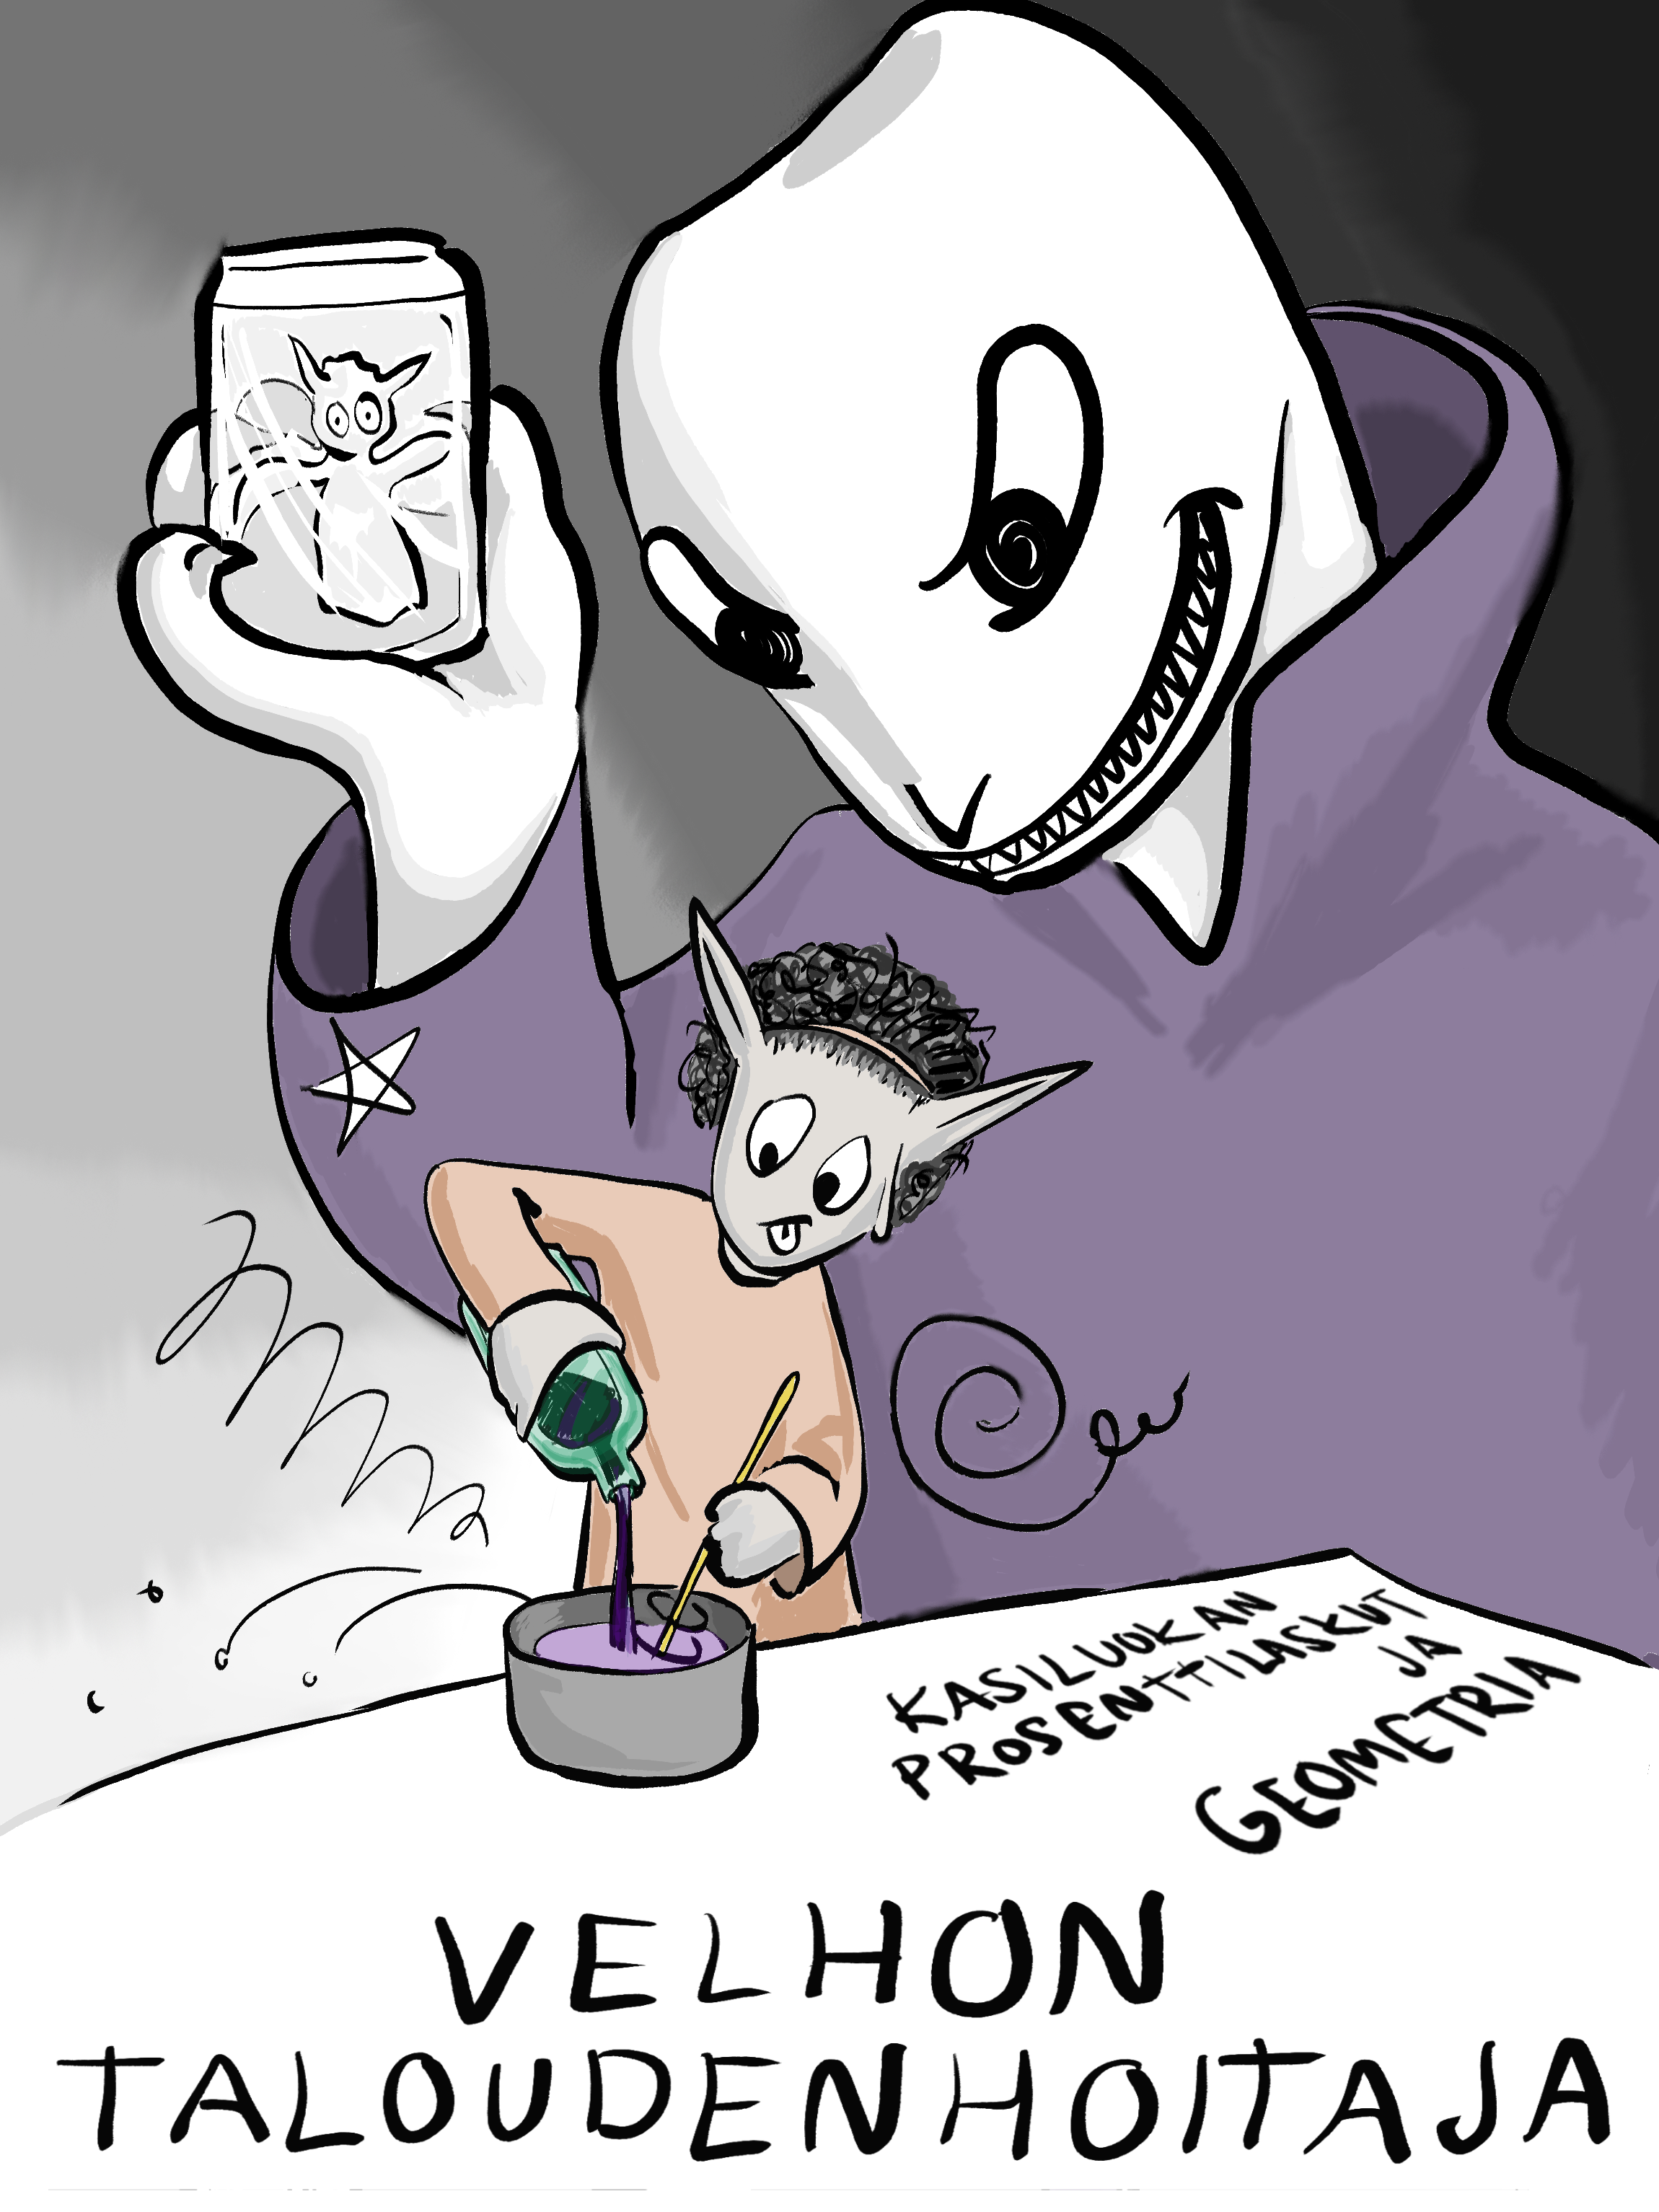 KASILUOKAN
PROSENTTILASKUT
JA
GEOMETRIA
VELHON
TALOUDENHOITAJA